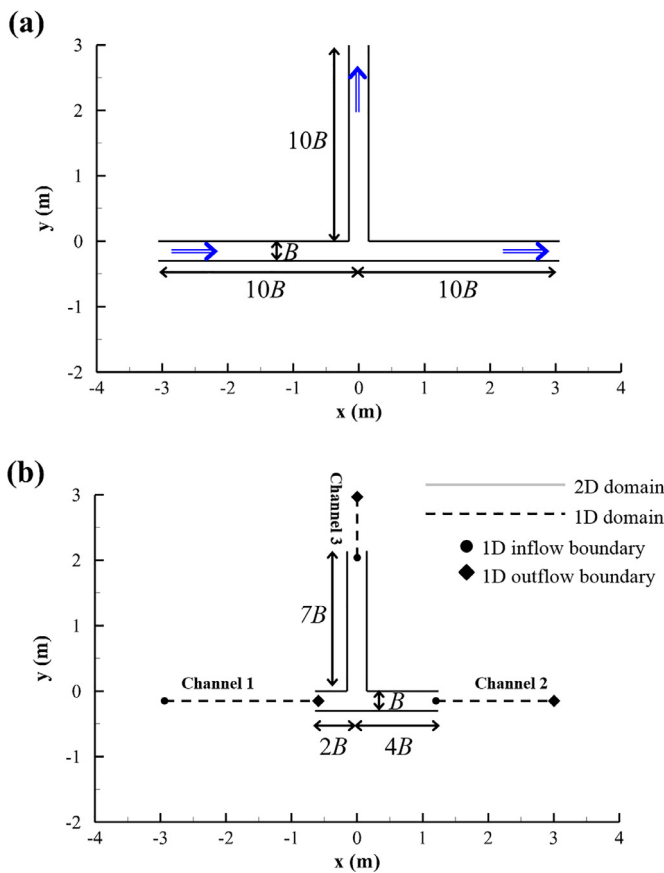 (a)
3
2
1
0
-1
-2
y (m)
10B
B
10B
10B
-4
-3
-2
-1
0
1
2
3
4
x (m)
(b)
3
2
1
0
-1
-2
y (m)
Channel 3
2D domain
1D domain
1D inflow boundary
1D outflow boundary
7B
Channel 1
Channel 2
B
2B
4B
-4
-3
-2
-1
0
1
2
3
4
x (m)